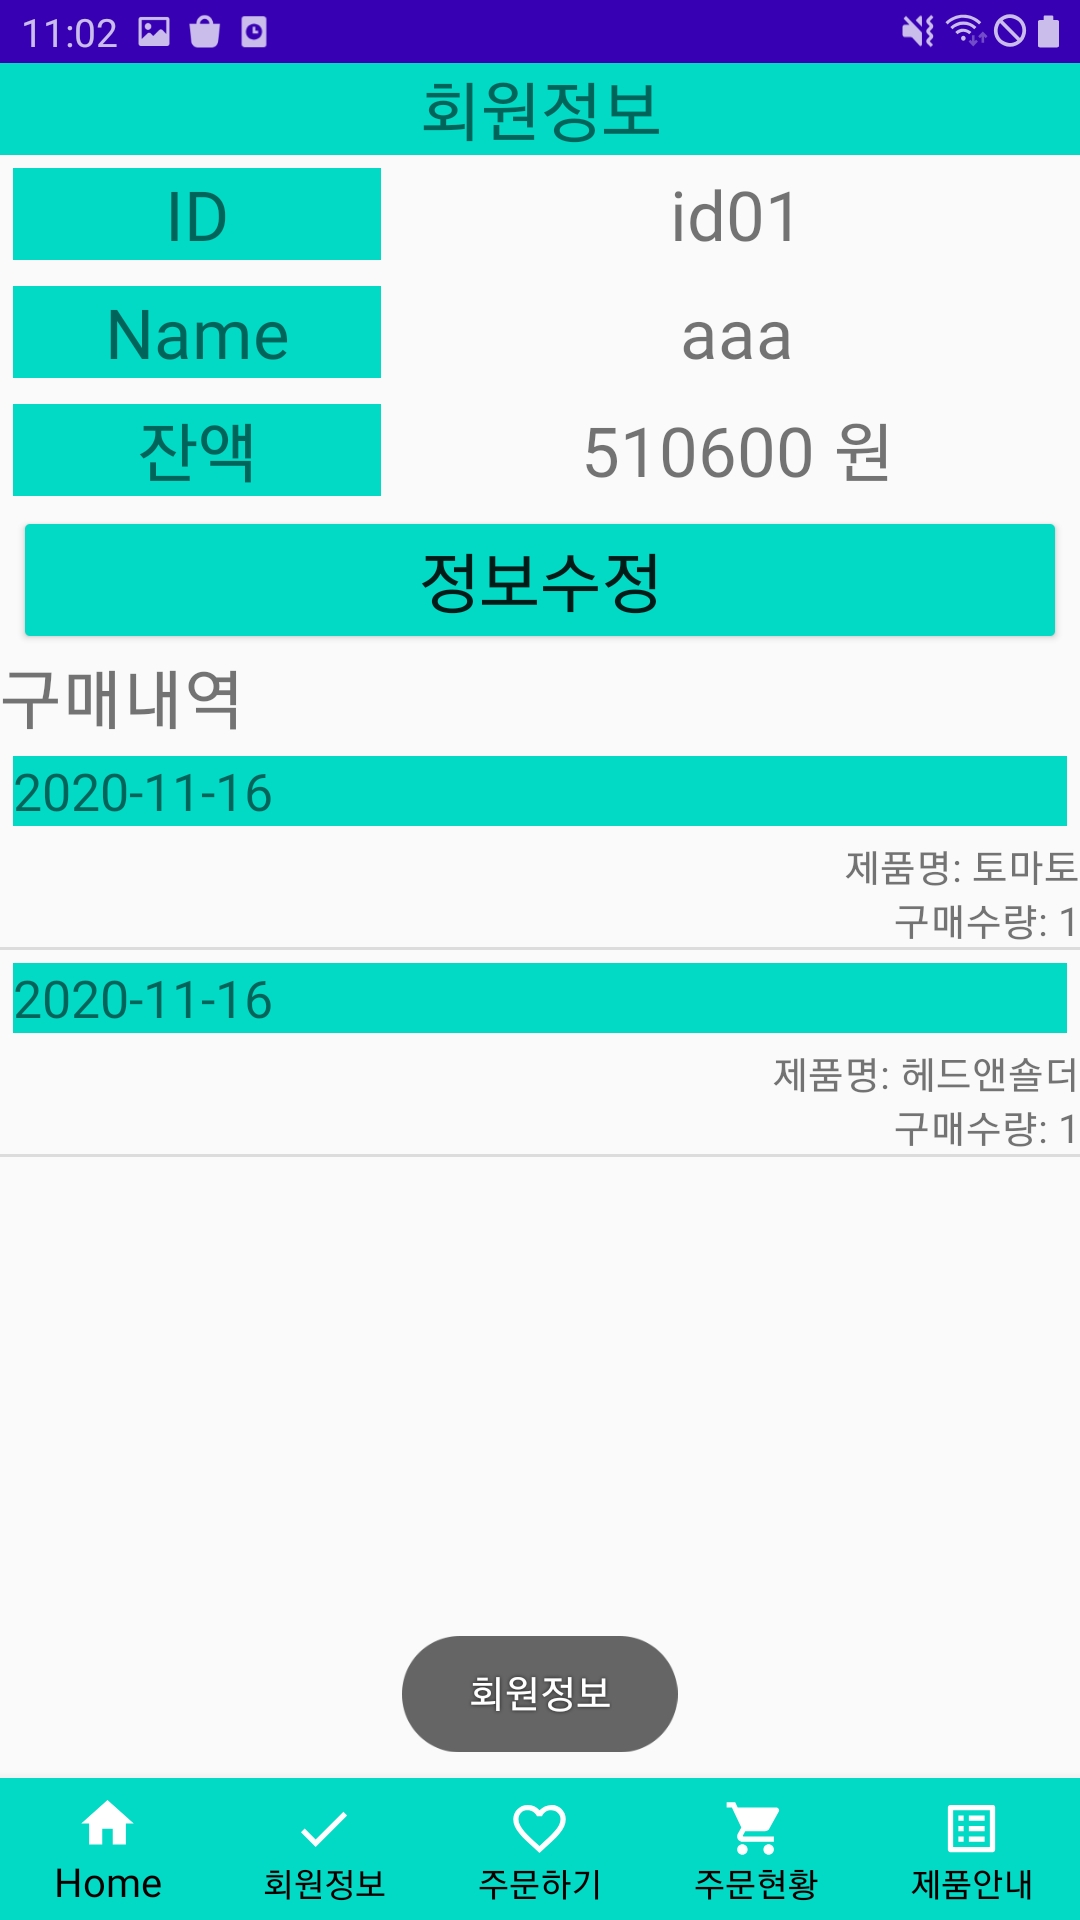 11:02
회원정보
ID id01
Name aaa
잔액 510600 원
정보수정
구매내역
2020-11-16
제품명: 토마토
구매수량: 1
2020-11-16
제품명: 헤드앤숄더
구매수량: 1
회원정보
Home 회원정보 주문하기 주문현황 제품안내